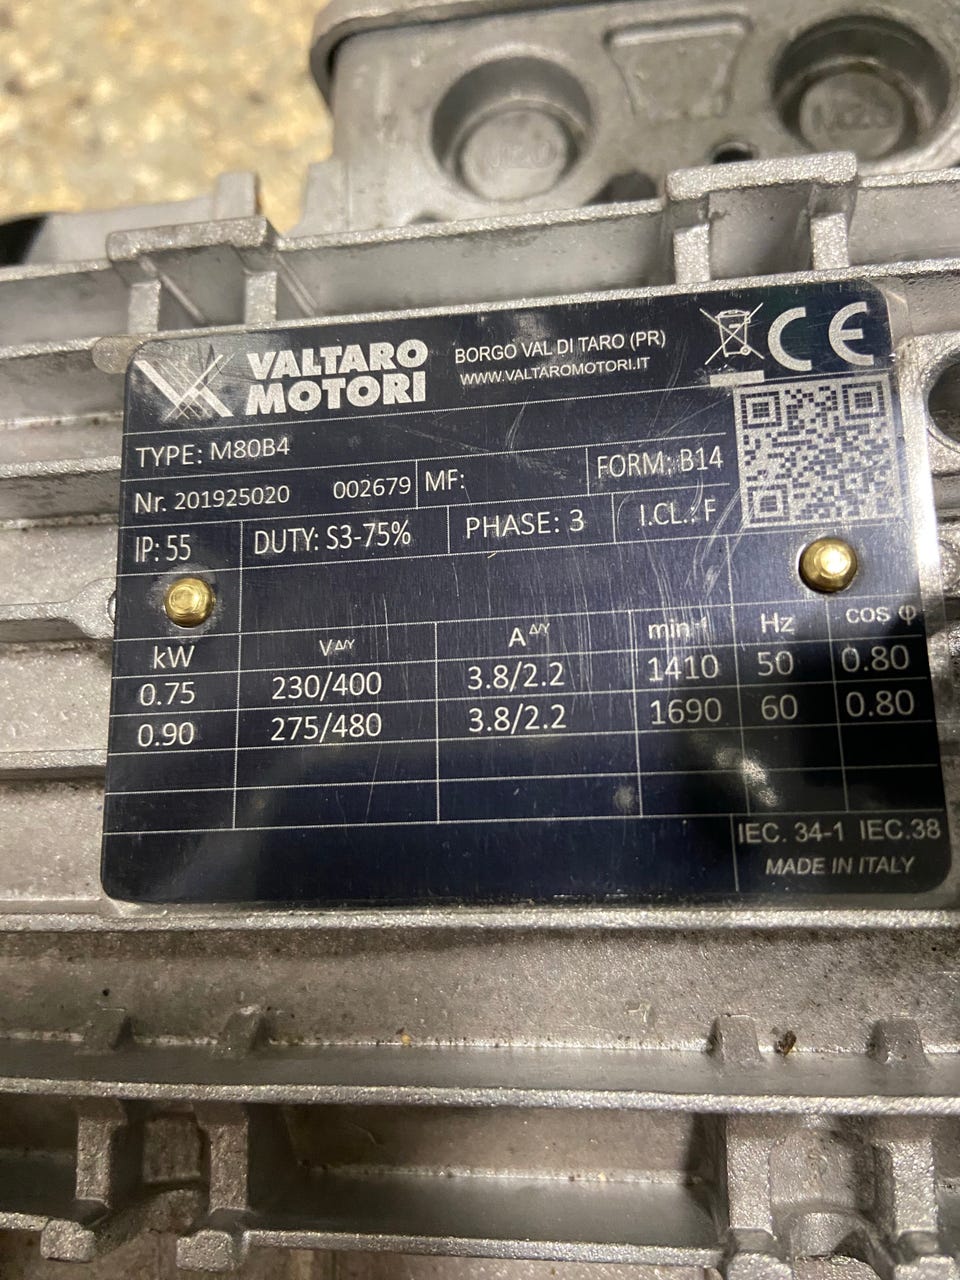 VALTARO
MOTORI
BORGO VAL DI TARO (PR)
WWW.VALTAROMOTORI.IT
CE
TYPE: M80B4
Nr. 201925020 002679 MF: FORM: B14
IP: 55 DUTY: S3-75% PHASE: 3 I.CL.: F
kW V Δ/Y A Δ/Y min-1 Hz cos φ
0.75 230/400 3.8/2.2 1410 50 0.80
0.90 275/480 3.8/2.2 1690 60 0.80
IEC. 34-1 IEC.38
MADE IN ITALY